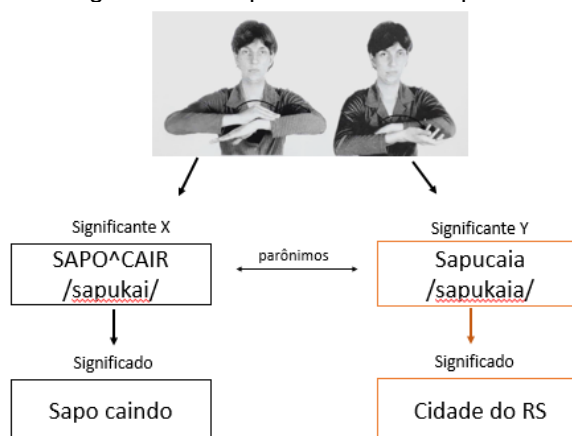 Significante X
Significante Y
SAPO^CAIR
/sapukai/
parônimos
Sapucaia
/sapukaia/
Significado
Significado
Sapo caindo
Cidade do RS